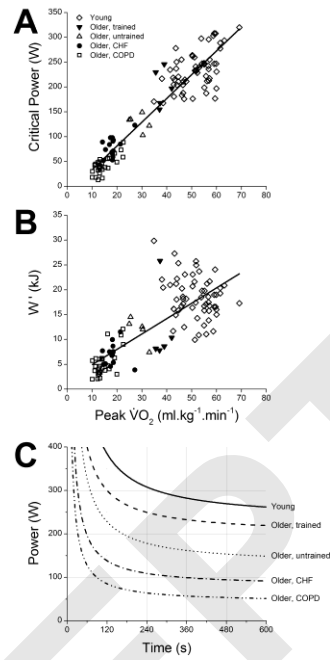 A
Young
Older, trained
Older, untrained
Older, CHF
Older, COPD
Critical Power (W)
350
300
250
200
150
100
50
0
0 10 20 30 40 50 60 70 80
B
W' (kJ)
35
30
25
20
15
10
5
0
0 10 20 30 40 50 60 70 80
Peak V̇O₂ (ml.kg⁻¹.min⁻¹)
C
Power (W)
400
300
200
100
0
Young
Older, trained
Older, untrained
Older, CHF
Older, COPD
0 120 240 360 480 600
Time (s)